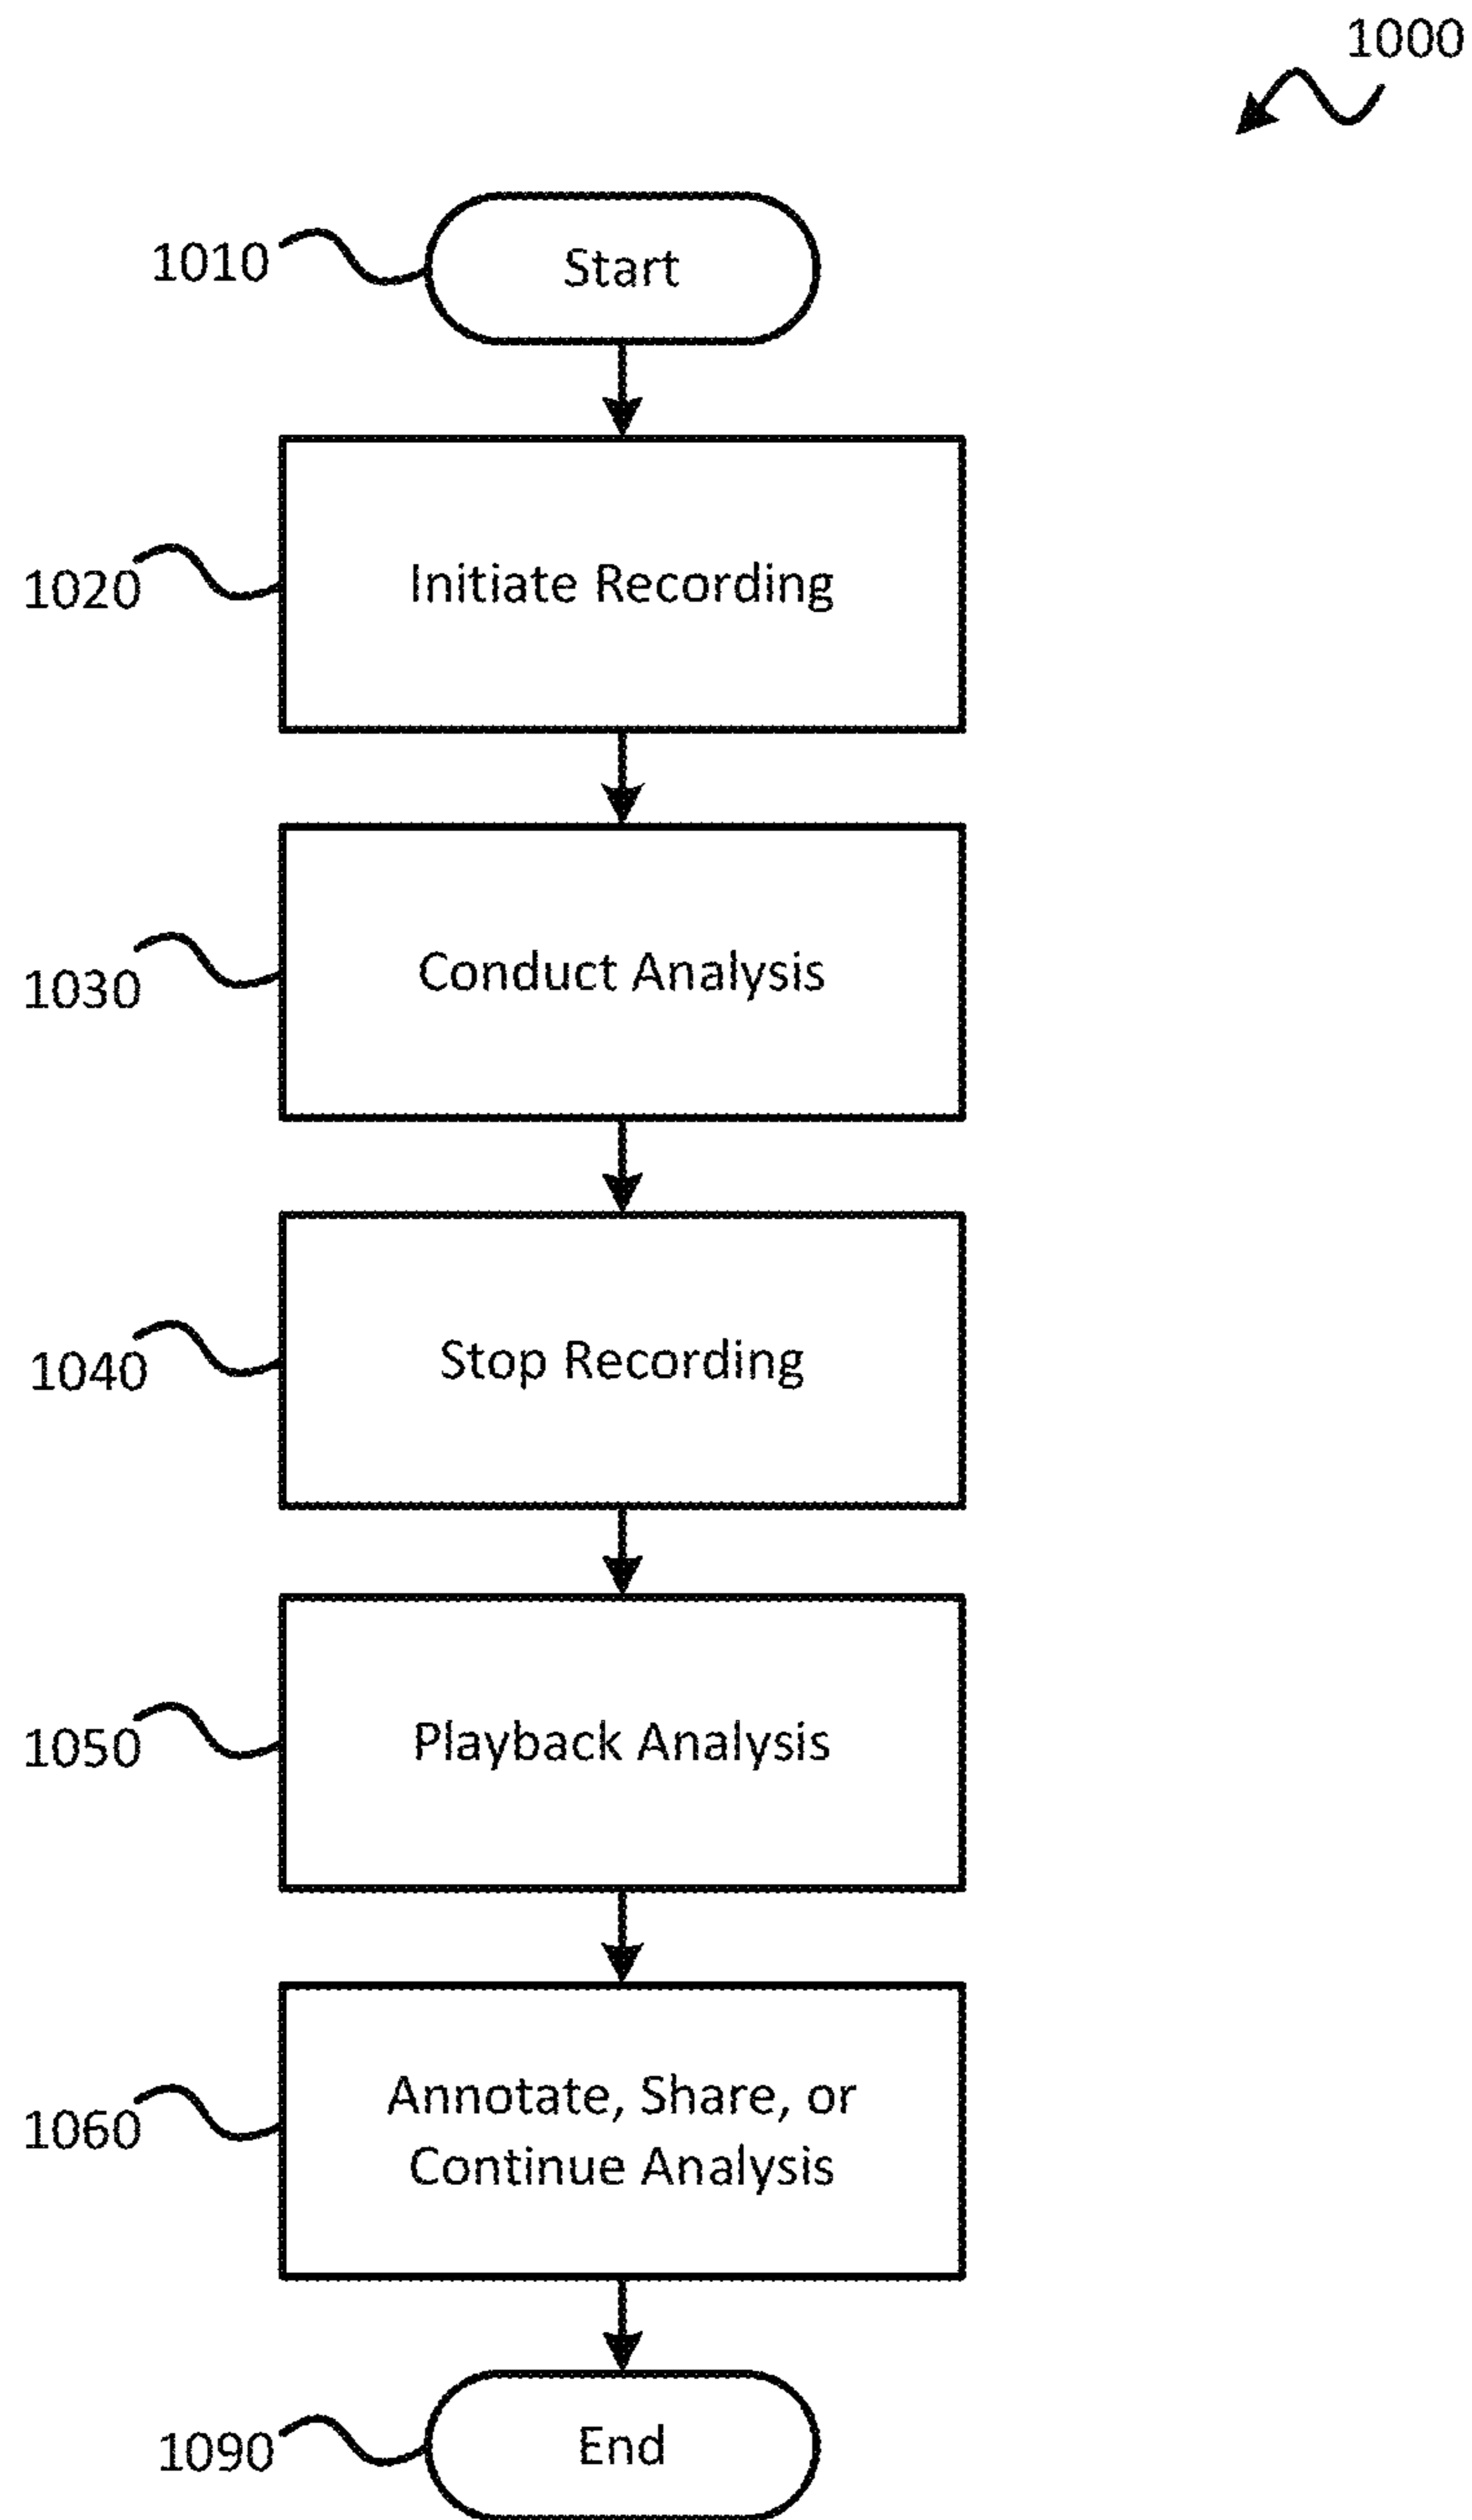 1000
1010
Start
1020
Initiate Recording
1030
Conduct Analysis
1040
Stop Recording
1050
Playback Analysis
1060
Annotate, Share, or
Continue Analysis
1090
End